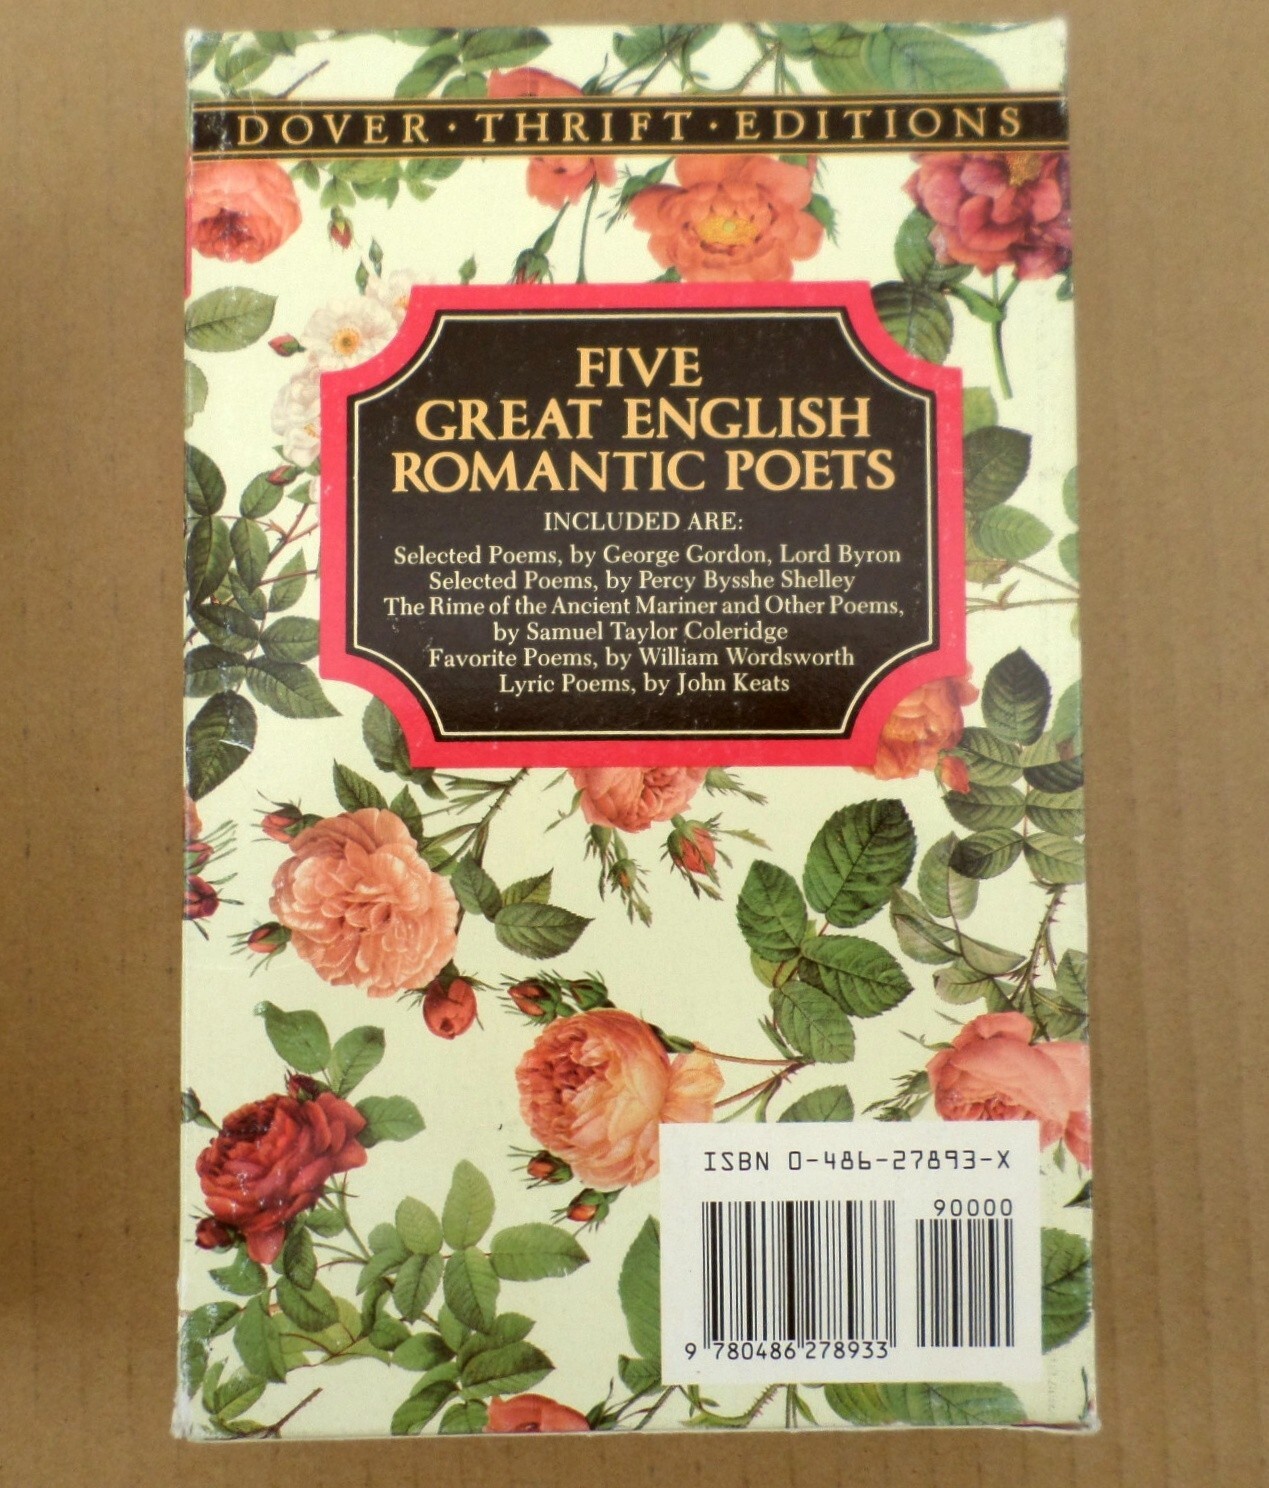 DOVER · THRIFT · EDITIONS
FIVE
GREAT ENGLISH
ROMANTIC POETS
INCLUDED ARE:
Selected Poems, by George Gordon, Lord Byron
Selected Poems, by Percy Bysshe Shelley
The Rime of the Ancient Mariner and Other Poems,
by Samuel Taylor Coleridge
Favorite Poems, by William Wordsworth
Lyric Poems, by John Keats
ISBN 0-486-27893-X
90000
9 780486 278933